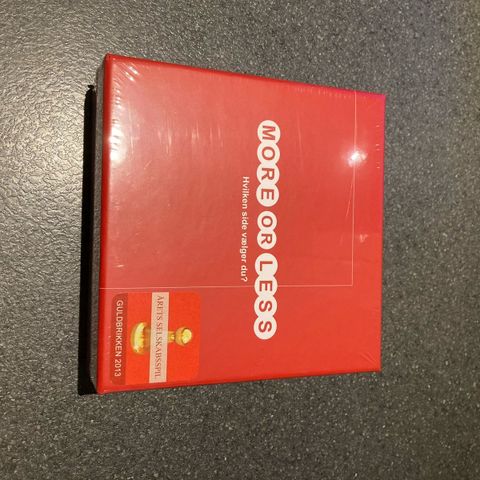 MORE OR LESS
Hvilken side vælger du?
ÅRETS SELSKABSSPIL
GULDBRIKKEN 2013